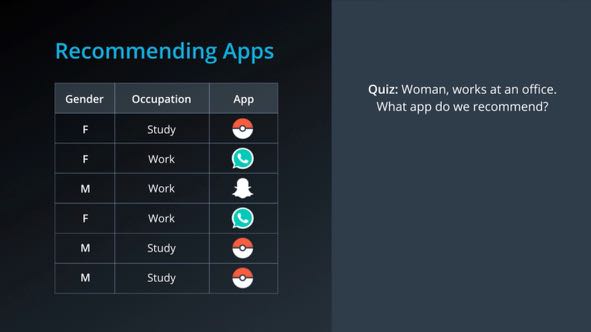 Recommending Apps
Gender Occupation App
F Study
F Work
M Work
F Work
M Study
M Study
Quiz: Woman, works at an office.
What app do we recommend?